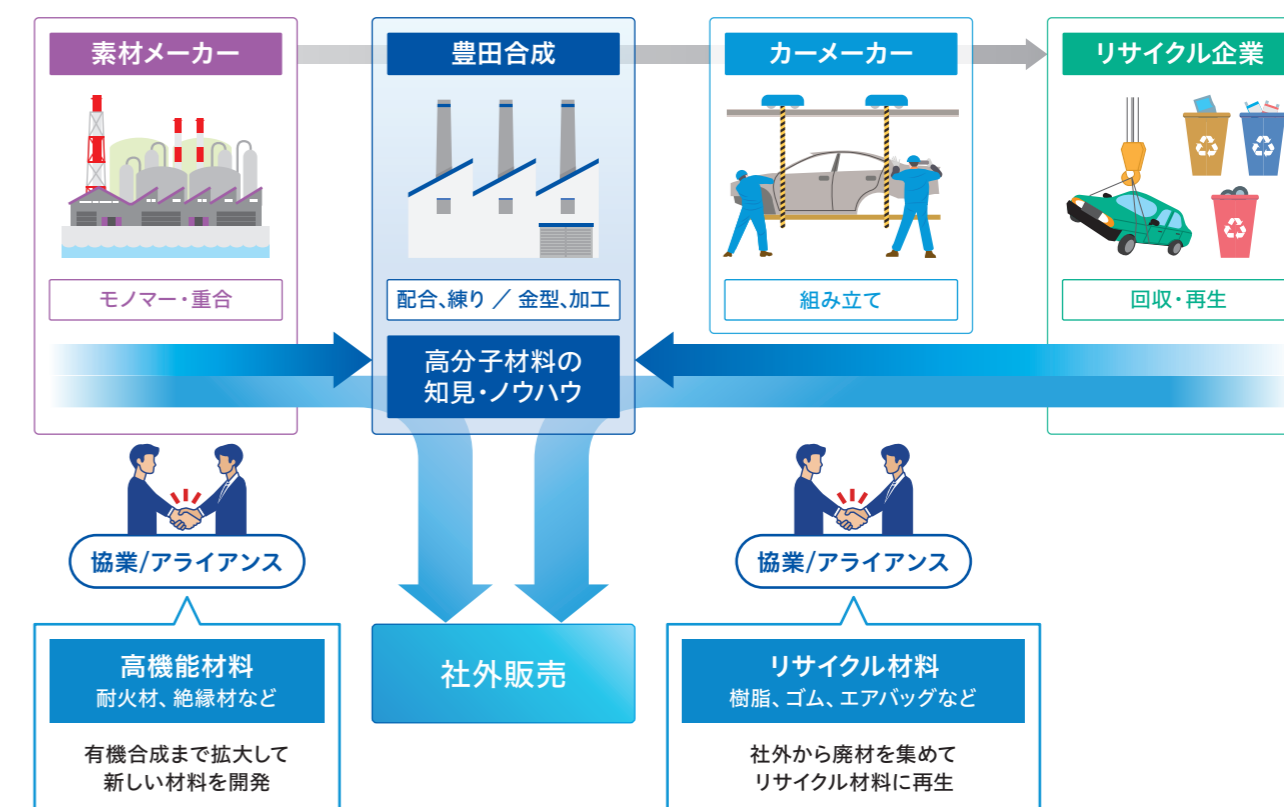 素材メーカー
豊田合成
カーメーカー
リサイクル企業
モノマー・重合
配合、練り ／ 金型、加工
組み立て
回収・再生
高分子材料の
知見・ノウハウ
協業/アライアンス
協業/アライアンス
高機能材料
耐火材、絶縁材など
有機合成まで拡大して
新しい材料を開発
社外販売
リサイクル材料
樹脂、ゴム、エアバッグなど
社外から廃材を集めて
リサイクル材料に再生